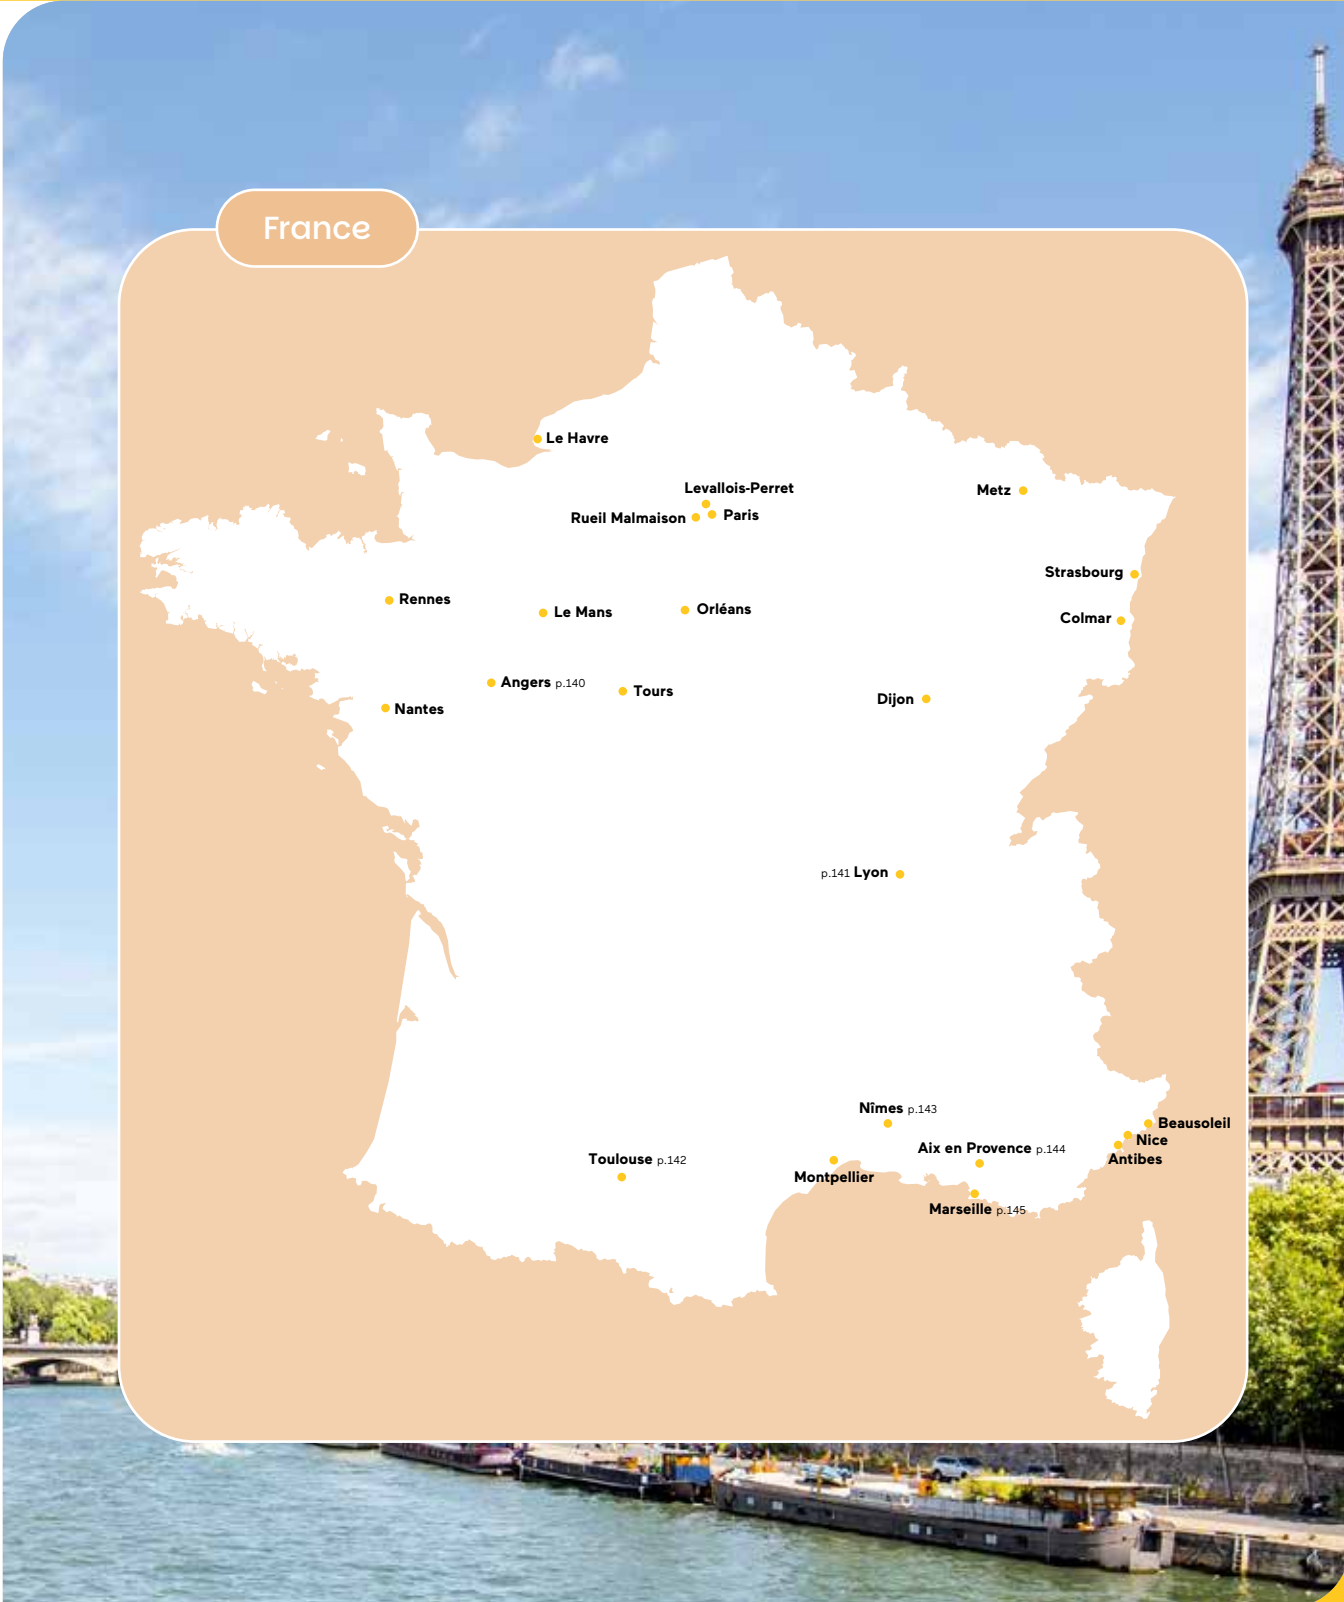 France
Le Havre
Levallois-Perret
Metz
Rueil Malmaison
Paris
Strasbourg
Rennes
Le Mans
Orléans
Colmar
Angers p.140
Tours
Dijon
Nantes
p.141 Lyon
Nîmes p.143
Beausoleil
Nice
Aix en Provence p.144
Toulouse p.142
Antibes
Montpellier
Marseille p.145